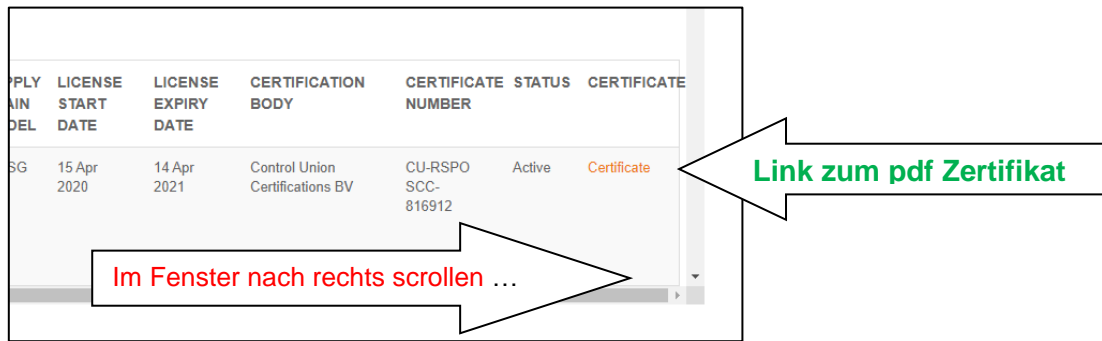 PPLY LICENSE LICENSE CERTIFICATION CERTIFICATE STATUS CERTIFICATE
AIN START EXPIRY BODY NUMBER
DEL DATE DATE
SG 15 Apr 14 Apr Control Union CU-RSPO Active Certificate
2020 2021 Certifications BV SCC-
816912
Link zum pdf Zertifikat
Im Fenster nach rechts scrollen …